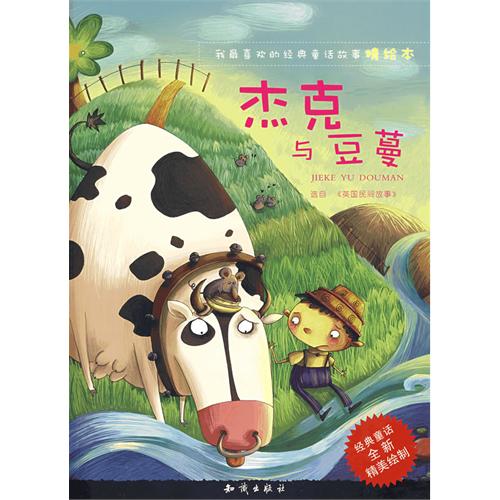 我最喜欢的经典童话故事情绘本
杰克
与豆蔓
JIEKE YU DOUMAN
选自 《英国民间故事》
经典童话
全新
精美绘制
知识出版社